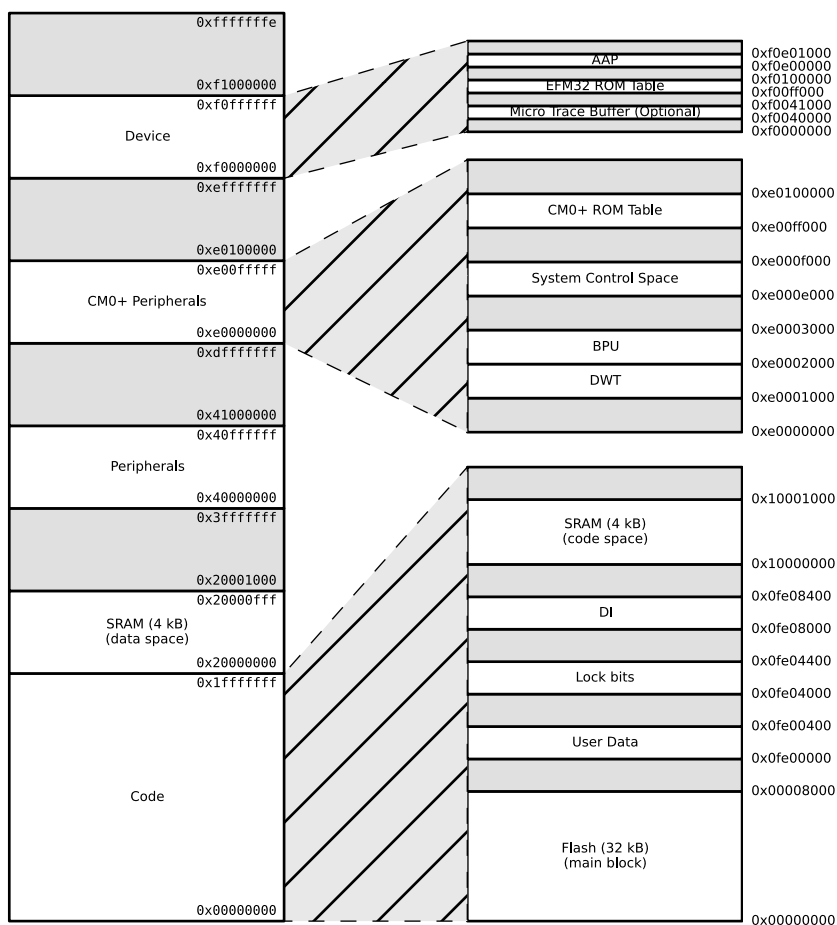 0xfffffffe
0xf1000000
0xf0ffffff
Device
0xf0000000
0xefffffff
0xe0100000
0xe00fffff
CM0+ Peripherals
0xe0000000
0xdfffffff
0x41000000
0x40ffffff
Peripherals
0x40000000
0x3fffffff
0x20001000
0x20000fff
SRAM (4 kB)
(data space)
0x20000000
0x1fffffff
Code
0x00000000
0xf0e01000
AAP
0xf0e00000
0xf0100000
EFM32 ROM Table
0xf00ff000
0xf0041000
Micro Trace Buffer (Optional)
0xf0040000
0xf0000000
0xe0100000
CM0+ ROM Table
0xe00ff000
0xe000f000
System Control Space
0xe000e000
0xe0003000
BPU
0xe0002000
DWT
0xe0001000
0xe0000000
0x10001000
SRAM (4 kB)
(code space)
0x10000000
0x0fe08400
DI
0x0fe08000
0x0fe04400
Lock bits
0x0fe04000
0x0fe00400
User Data
0x0fe00000
0x00008000
Flash (32 kB)
(main block)
0x00000000